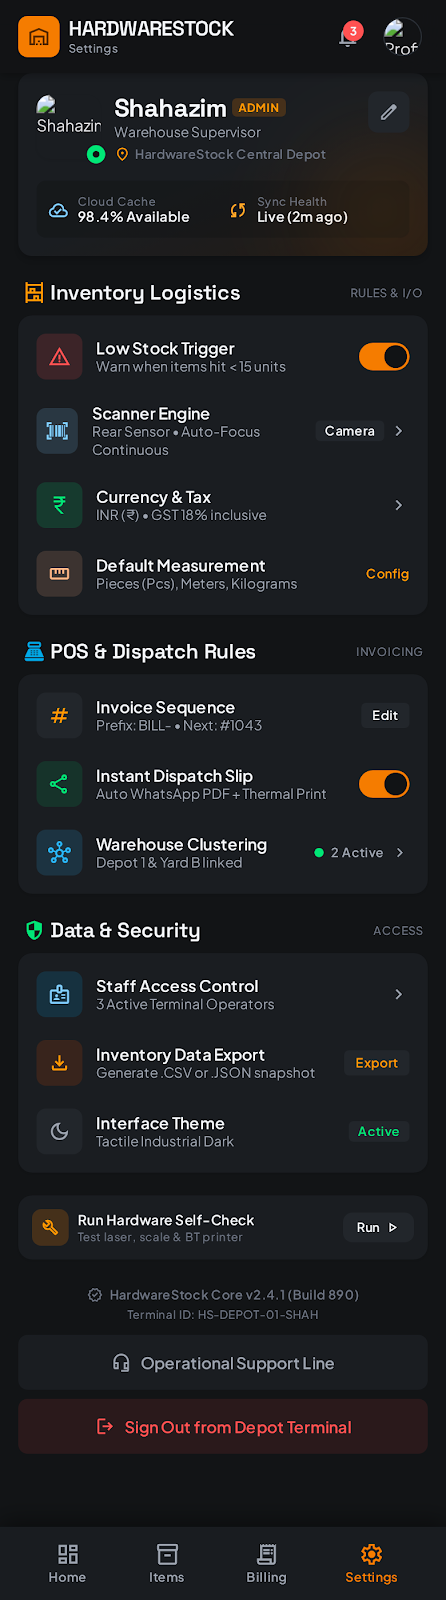 HARDWARESTOCK
Settings
3
Prof
Shahazin
Shahazim ADMIN
Warehouse Supervisor
HardwareStock Central Depot
Cloud Cache
98.4% Available
Sync Health
Live (2m ago)
Inventory Logistics RULES & I/O
Low Stock Trigger
Warn when items hit < 15 units
Scanner Engine
Rear Sensor • Auto-Focus
Continuous
Camera
Currency & Tax
INR (₹) • GST 18% inclusive
Default Measurement
Pieces (Pcs), Meters, Kilograms
Config
POS & Dispatch Rules INVOICING
Invoice Sequence
Prefix: BILL- • Next: #1043
Edit
Instant Dispatch Slip
Auto WhatsApp PDF + Thermal Print
Warehouse Clustering
Depot 1 & Yard B linked
2 Active
Data & Security ACCESS
Staff Access Control
3 Active Terminal Operators
Inventory Data Export
Generate .CSV or .JSON snapshot
Export
Interface Theme
Tactile Industrial Dark
Active
Run Hardware Self-Check
Test laser, scale & BT printer
Run
HardwareStock Core v2.4.1 (Build 890)
Terminal ID: HS-DEPOT-01-SHAH
Operational Support Line
Sign Out from Depot Terminal
Home Items Billing Settings